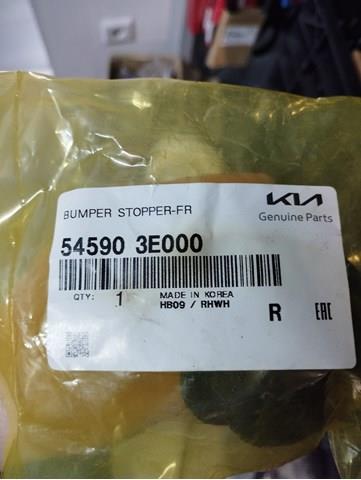 KIA
Genuine Parts
BUMPER STOPPER-FR
54590 3E000
QTY: 1 MADE IN KOREA
HB09 / RHWH
R
EAC